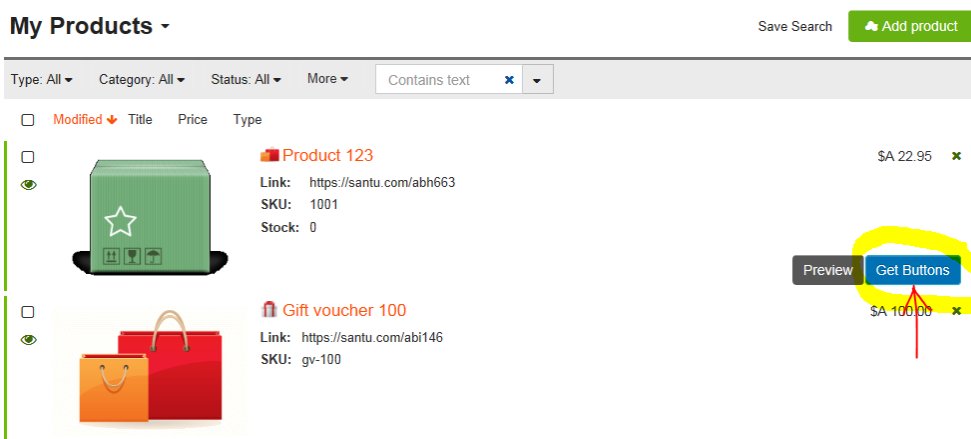 My Products
Save Search
Add product
Type: All
Category: All
Status: All
More
Contains text
Modified
Title
Price
Type
Product 123
$A 22.95
Link: https://santu.com/abh663
SKU: 1001
Stock: 0
Preview
Get Buttons
Gift voucher 100
$A 100.00
Link: https://santu.com/abl146
SKU: gv-100